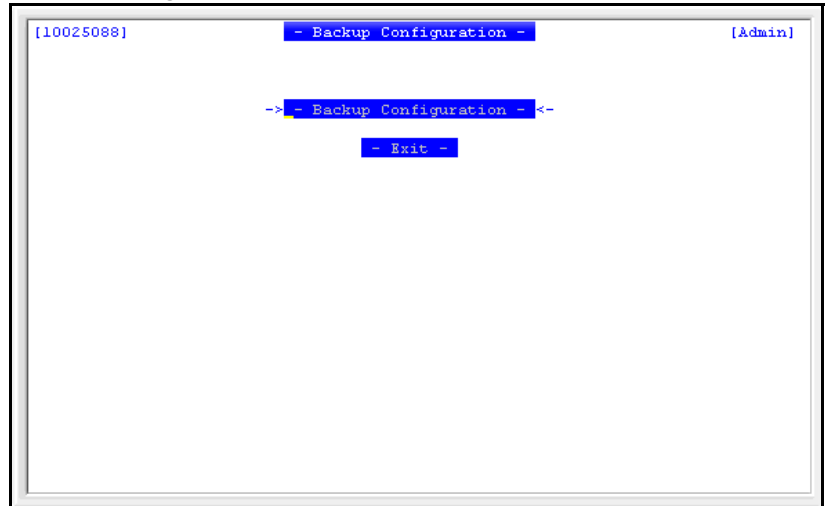 [10025088] - Backup Configuration - [Admin]
-> - Backup Configuration - <-
- Exit -